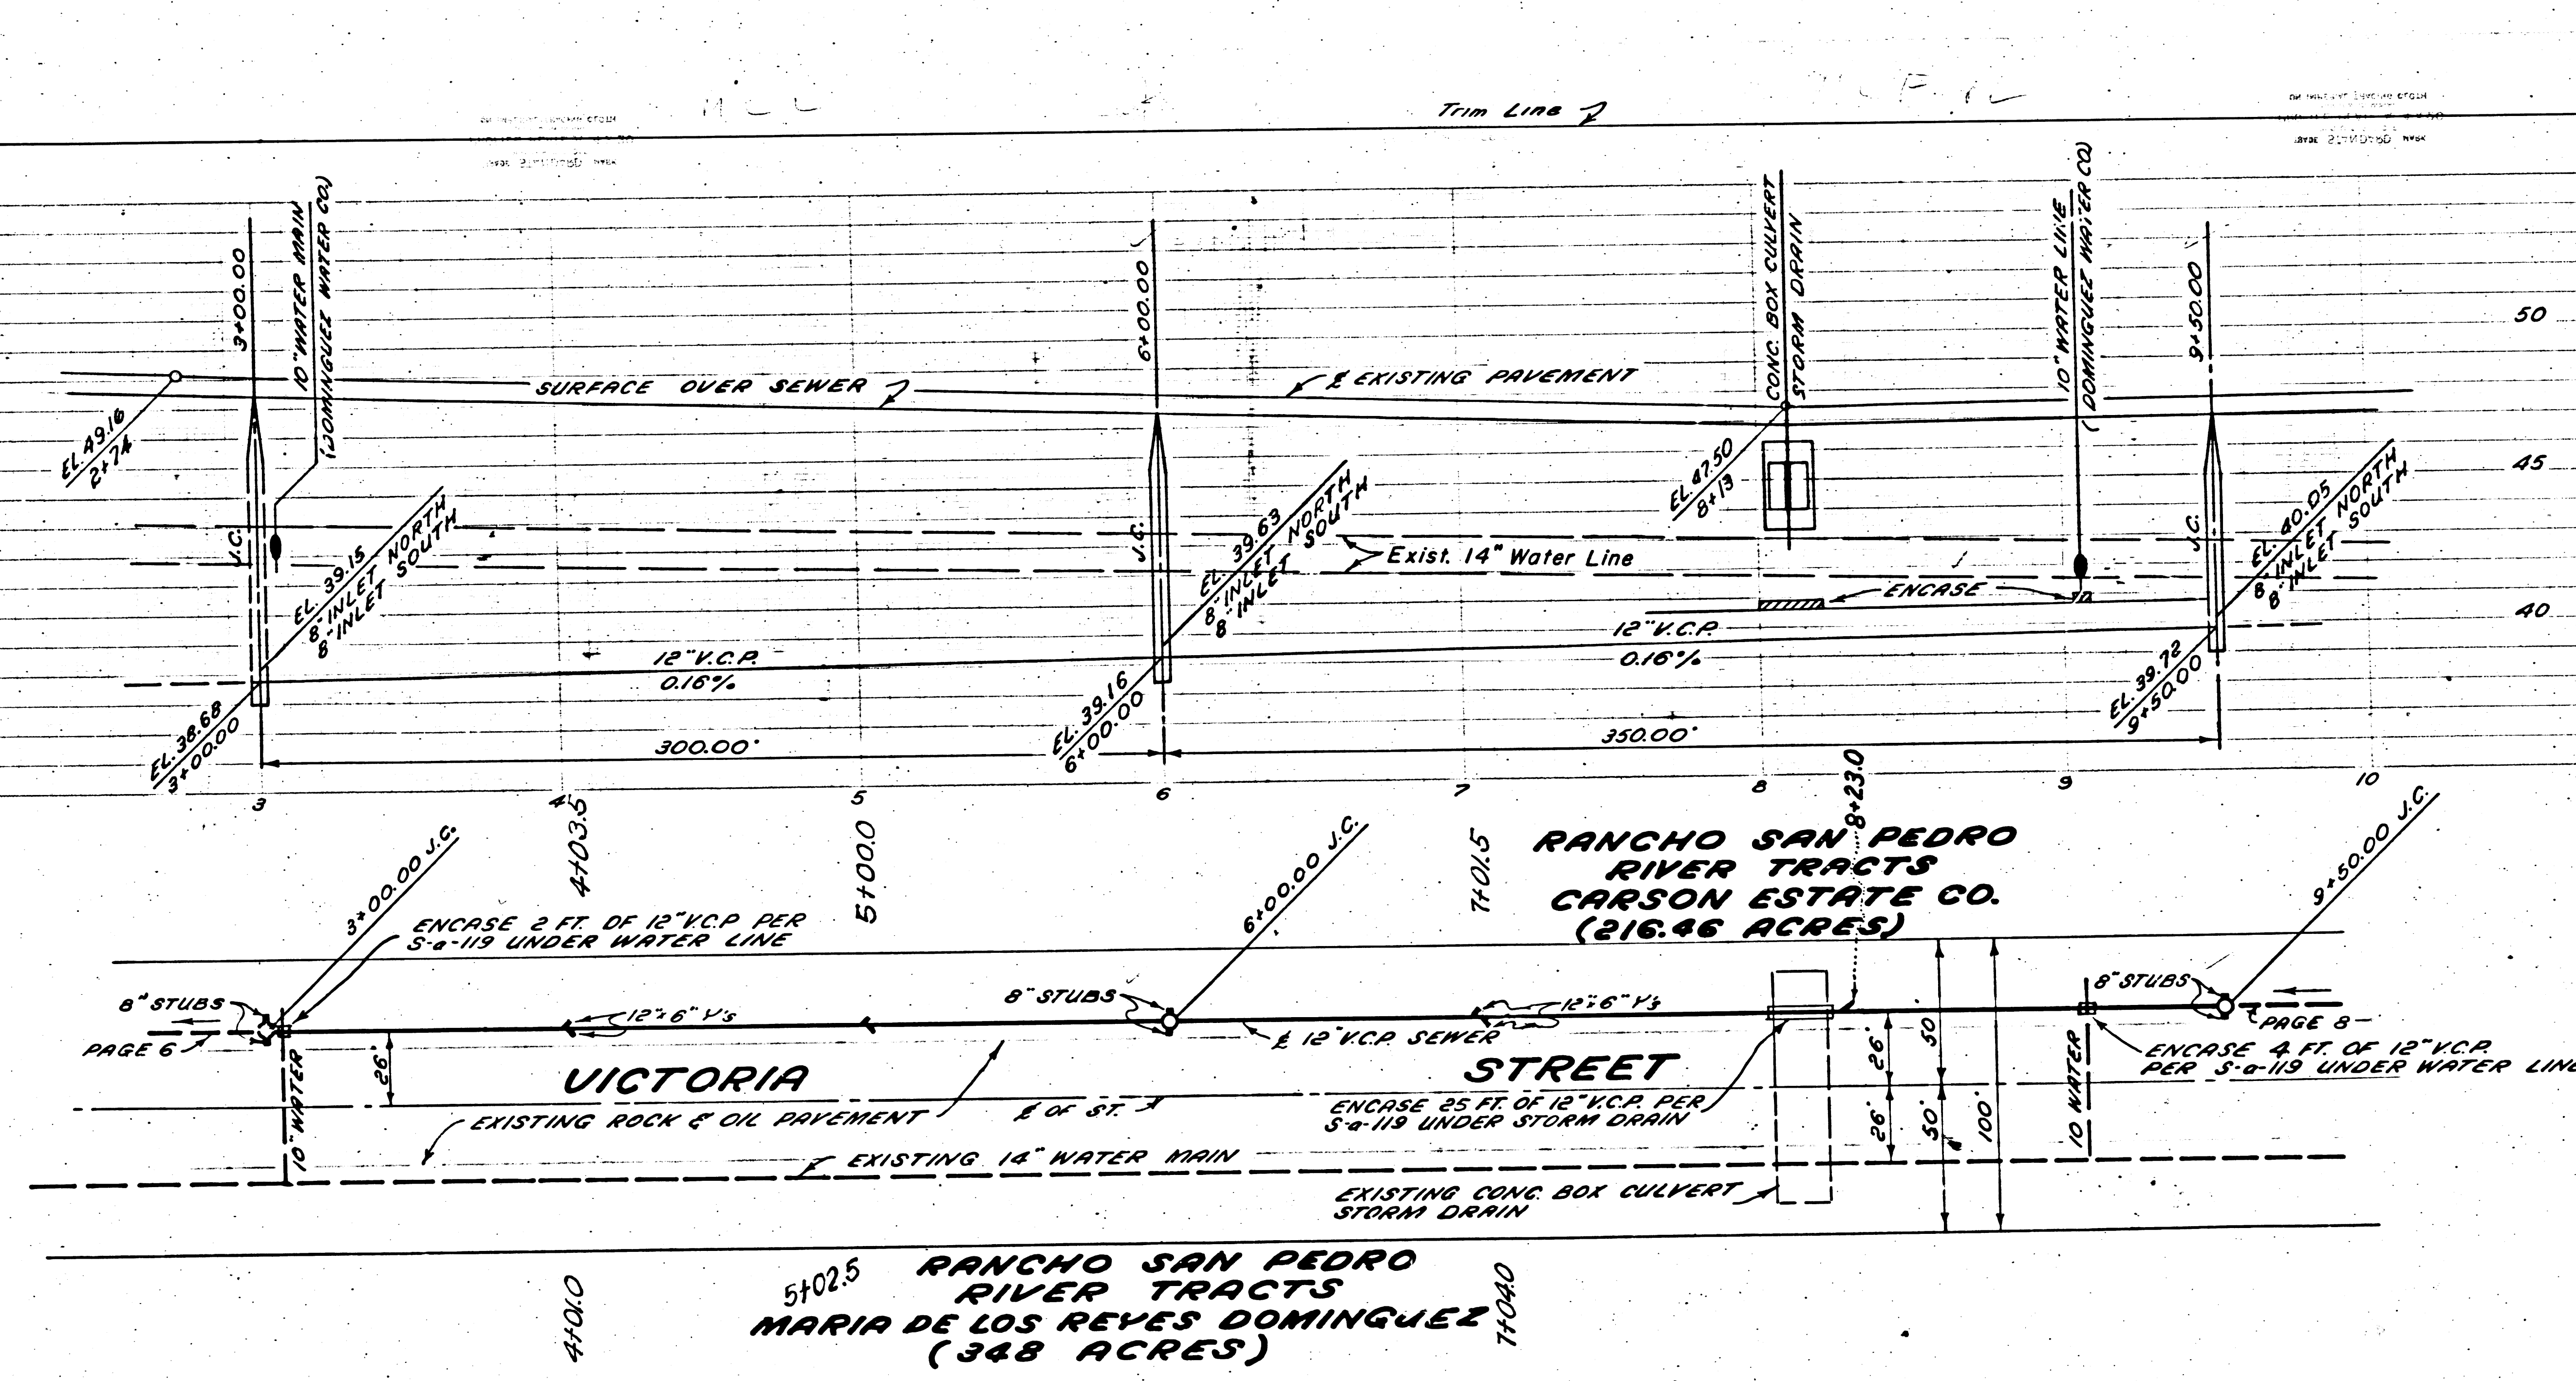 Trim Line
3+00.00
10" WATER MAIN
(DOMINGUEZ WATER CO.)
6+00.00
CONC. BOX CULVERT
STORM DRAIN
10" WATER LINE
(DOMINGUEZ WATER CO.)
9+50.00
50
45
40
SURFACE OVER SEWER
℄ EXISTING PAVEMENT
EL. 49.16
2+74
EL. 47.50
8+13
J.C.
J.C.
J.C.
EL. 39.15
8" INLET NORTH
8" INLET SOUTH
EL. 39.63
8" INLET NORTH
8" INLET SOUTH
EL. 40.05
8" INLET NORTH
8" INLET SOUTH
Exist. 14" Water Line
ENCASE
12" V.C.P.
0.16%
12" V.C.P.
0.16%
EL. 38.68
3+00.00
EL. 39.16
6+00.00
EL. 39.72
9+50.00
300.00'
350.00'
3 4 5 6 7 8 9 10
4+03.5
5+00.0
7+01.5
8+23.0
3+00.00 J.C.
6+00.00 J.C.
9+50.00 J.C.
RANCHO SAN PEDRO
RIVER TRACTS
CARSON ESTATE CO.
(216.46 ACRES)
ENCASE 2 FT. OF 12" V.C.P. PER
S-a-119 UNDER WATER LINE
8" STUBS
PAGE 6
12"x6" Y's
8" STUBS
12"x6" Y's
8" STUBS
PAGE 8
℄ 12" V.C.P. SEWER
26'
10" WATER
VICTORIA STREET
26'
50'
26'
50'
100'
10 WATER
ENCASE 4 FT. OF 12" V.C.P.
PER S-a-119 UNDER WATER LINE
EXISTING ROCK & OIL PAVEMENT
℄ OF ST.
ENCASE 25 FT. OF 12" V.C.P. PER
S-a-119 UNDER STORM DRAIN
EXISTING 14" WATER MAIN
EXISTING CONC. BOX CULVERT
STORM DRAIN
4+01.0
5+02.5
7+04.0
RANCHO SAN PEDRO
RIVER TRACTS
MARIA DE LOS REYES DOMINGUEZ
(348 ACRES)